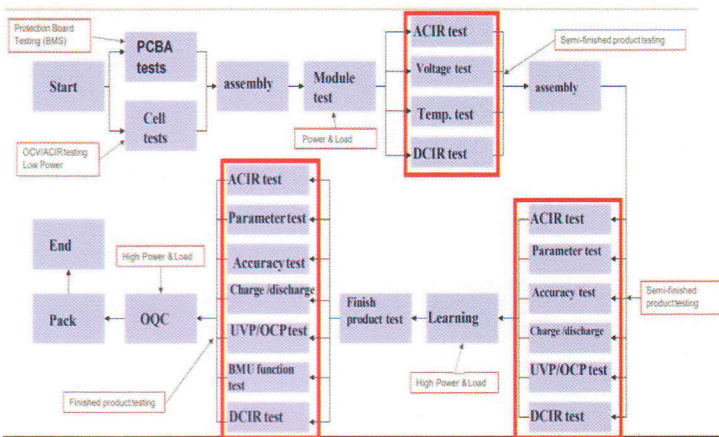 Protection Board
Testing (BMS)
PCBA
tests
Start
Cell
tests
OCV/ACIR testing
Low Power
assembly
Module
test
Power & Load
ACIR test
Voltage test
Temp. test
DCIR test
Semi-finished product testing
assembly
ACIR test
Parameter test
Accuracy test
Charge /discharge
UVP/OCP test
DCIR test
Semi-finished
product testing
Learning
High Power & Load
Finish
product test
ACIR test
Parameter test
Accuracy test
Charge /discharge
UVP/OCP test
BMU function
test
DCIR test
Finished product testing
High Power & Load
OQC
Pack
End